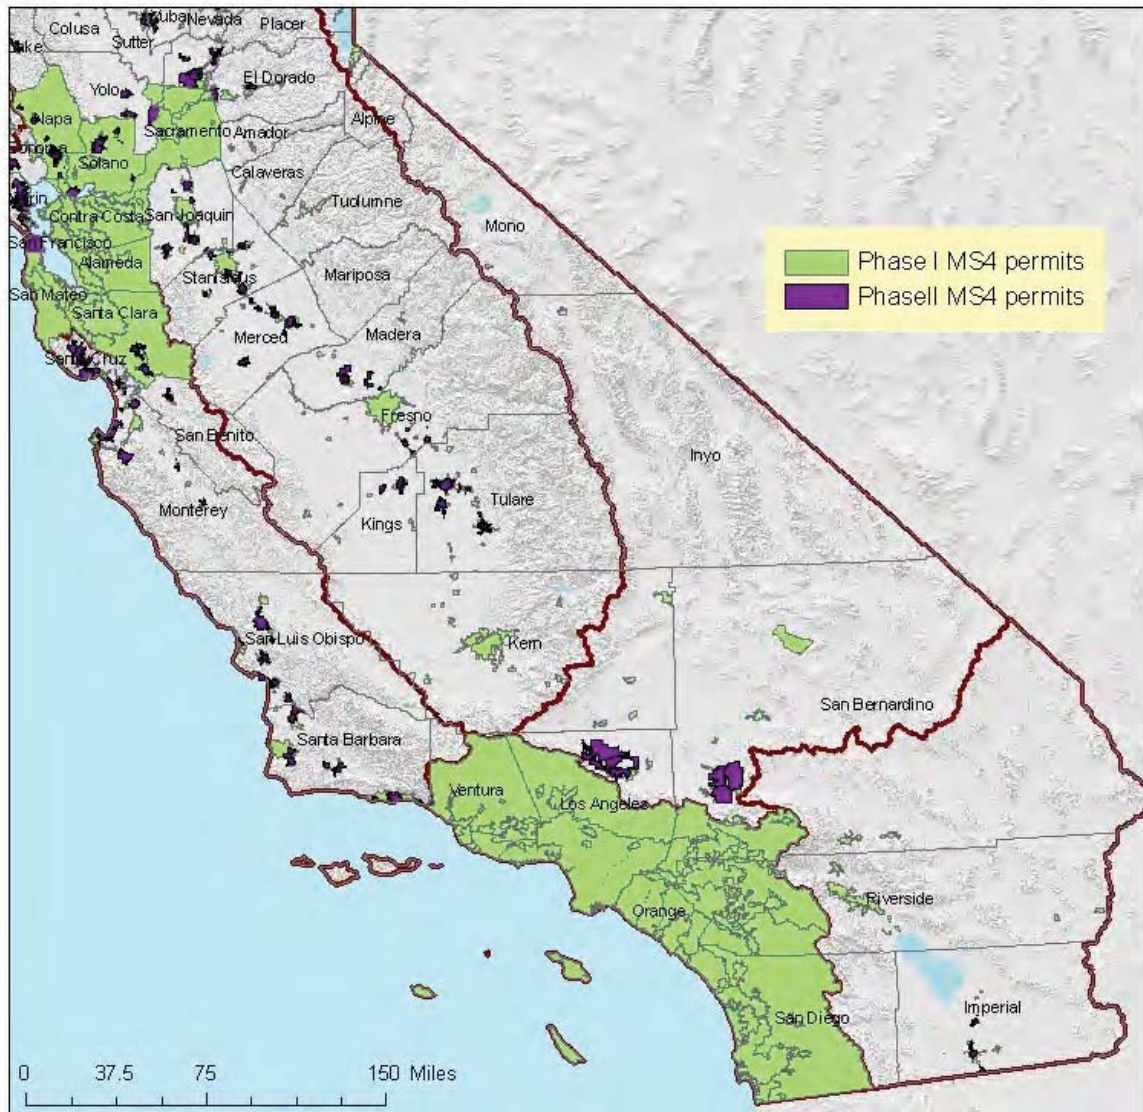 Colusa
Yuba
Nevada
Placer
Sutter
El Dorado
Yolo
Napa
Sacramento
Amador
Alpine
Solano
Calaveras
Contra Costa
San Joaquin
Tuolumne
Mono
San Francisco
Alameda
Stanislaus
Mariposa
San Mateo
Santa Clara
Merced
Madera
Santa Cruz
Fresno
San Benito
Inyo
Monterey
Kings
Tulare
San Luis Obispo
Kern
San Bernardino
Santa Barbara
Ventura
Los Angeles
Orange
Riverside
San Diego
Imperial
Phase I MS4 permits
PhaseII MS4 permits
0 37.5 75 150 Miles